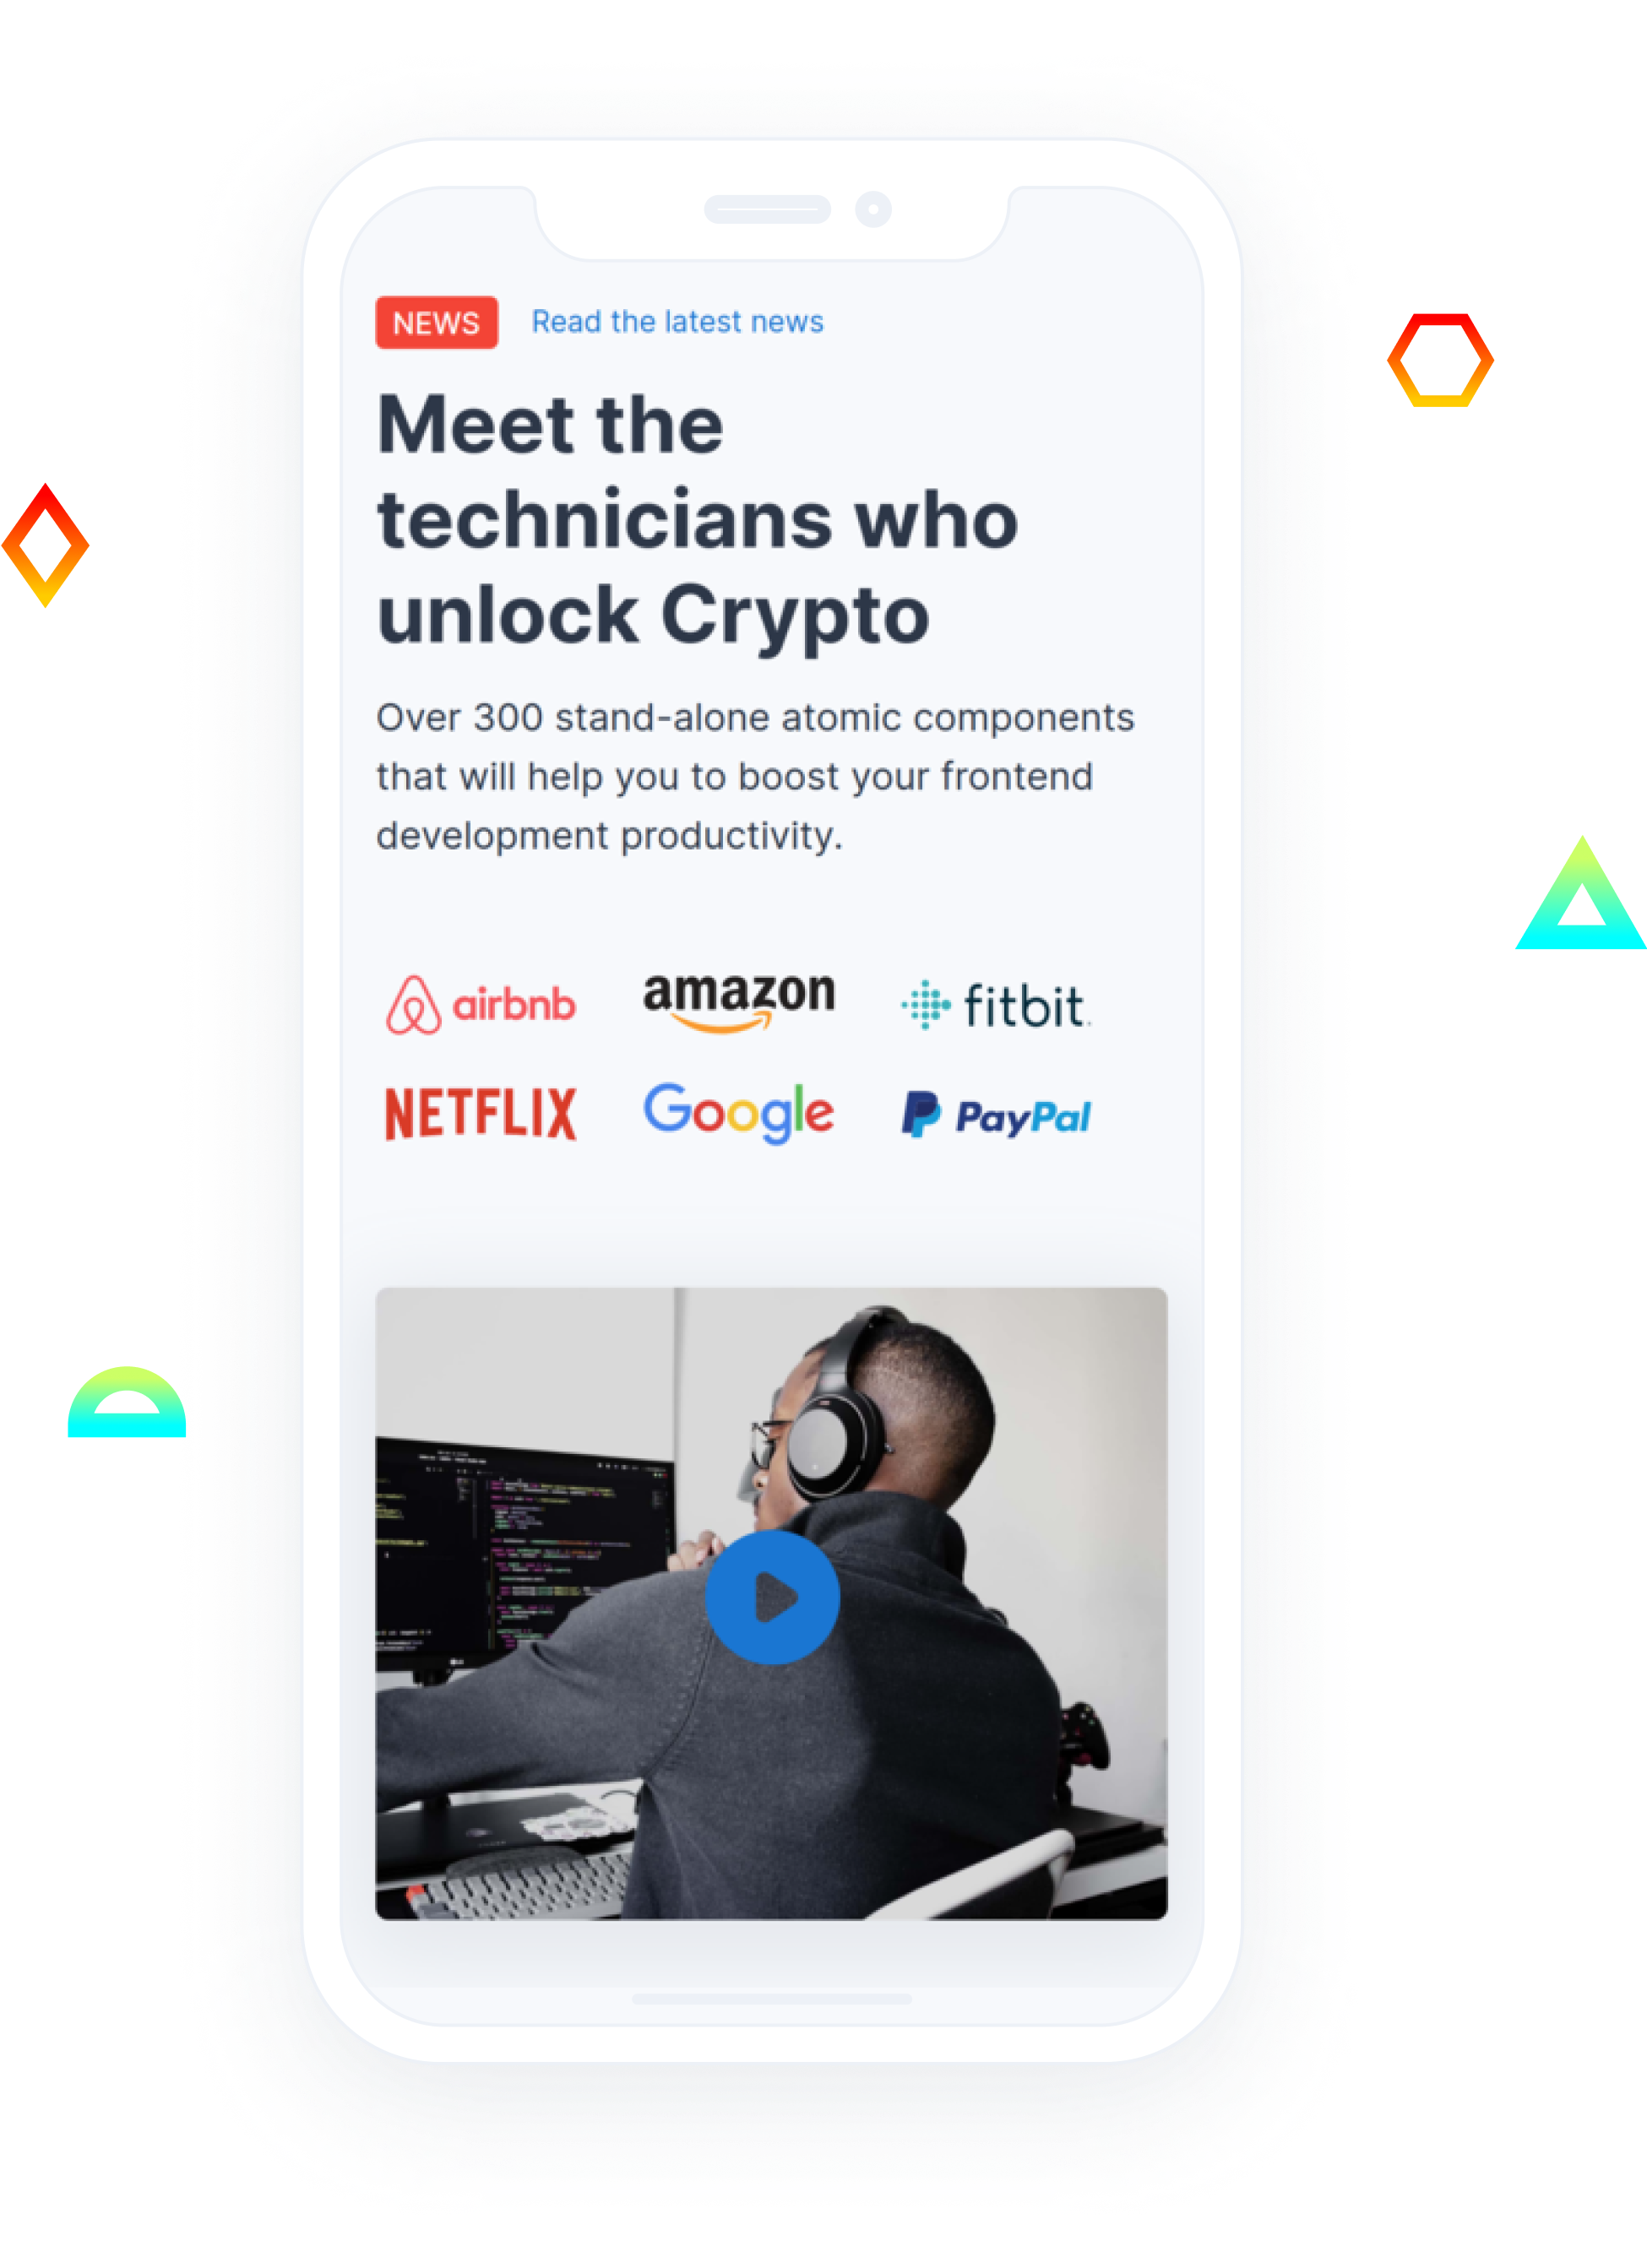 NEWS Read the latest news
Meet the
technicians who
unlock Crypto
Over 300 stand-alone atomic components
that will help you to boost your frontend
development productivity.
airbnb amazon fitbit
NETFLIX Google PayPal